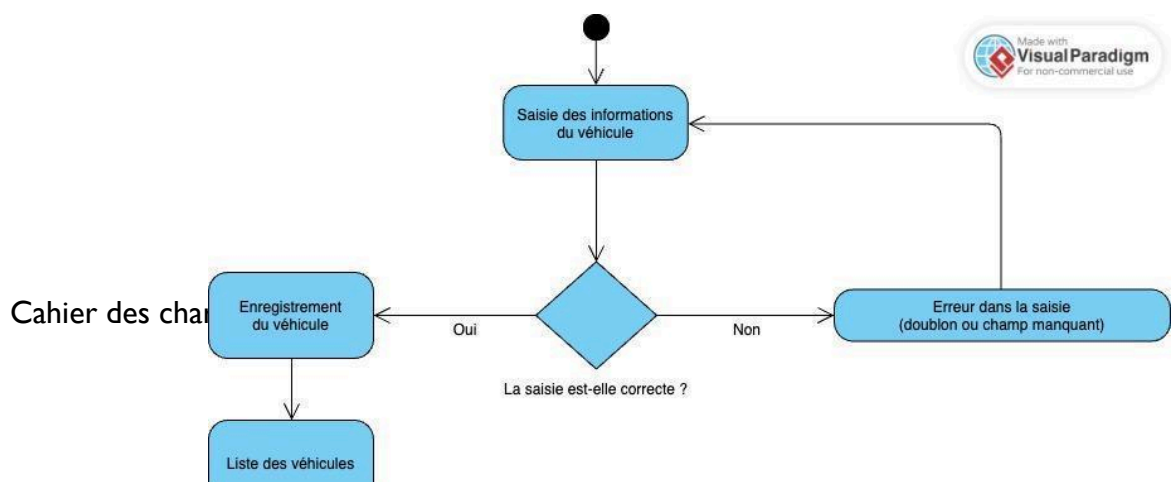 Made with
Visual Paradigm
For non-commercial use
Saisie des informations
du véhicule
Cahier des
Enregistrement
du véhicule
Oui
Non
Erreur dans la saisie
(doublon ou champ manquant)
La saisie est-elle correcte ?
Liste des véhicules